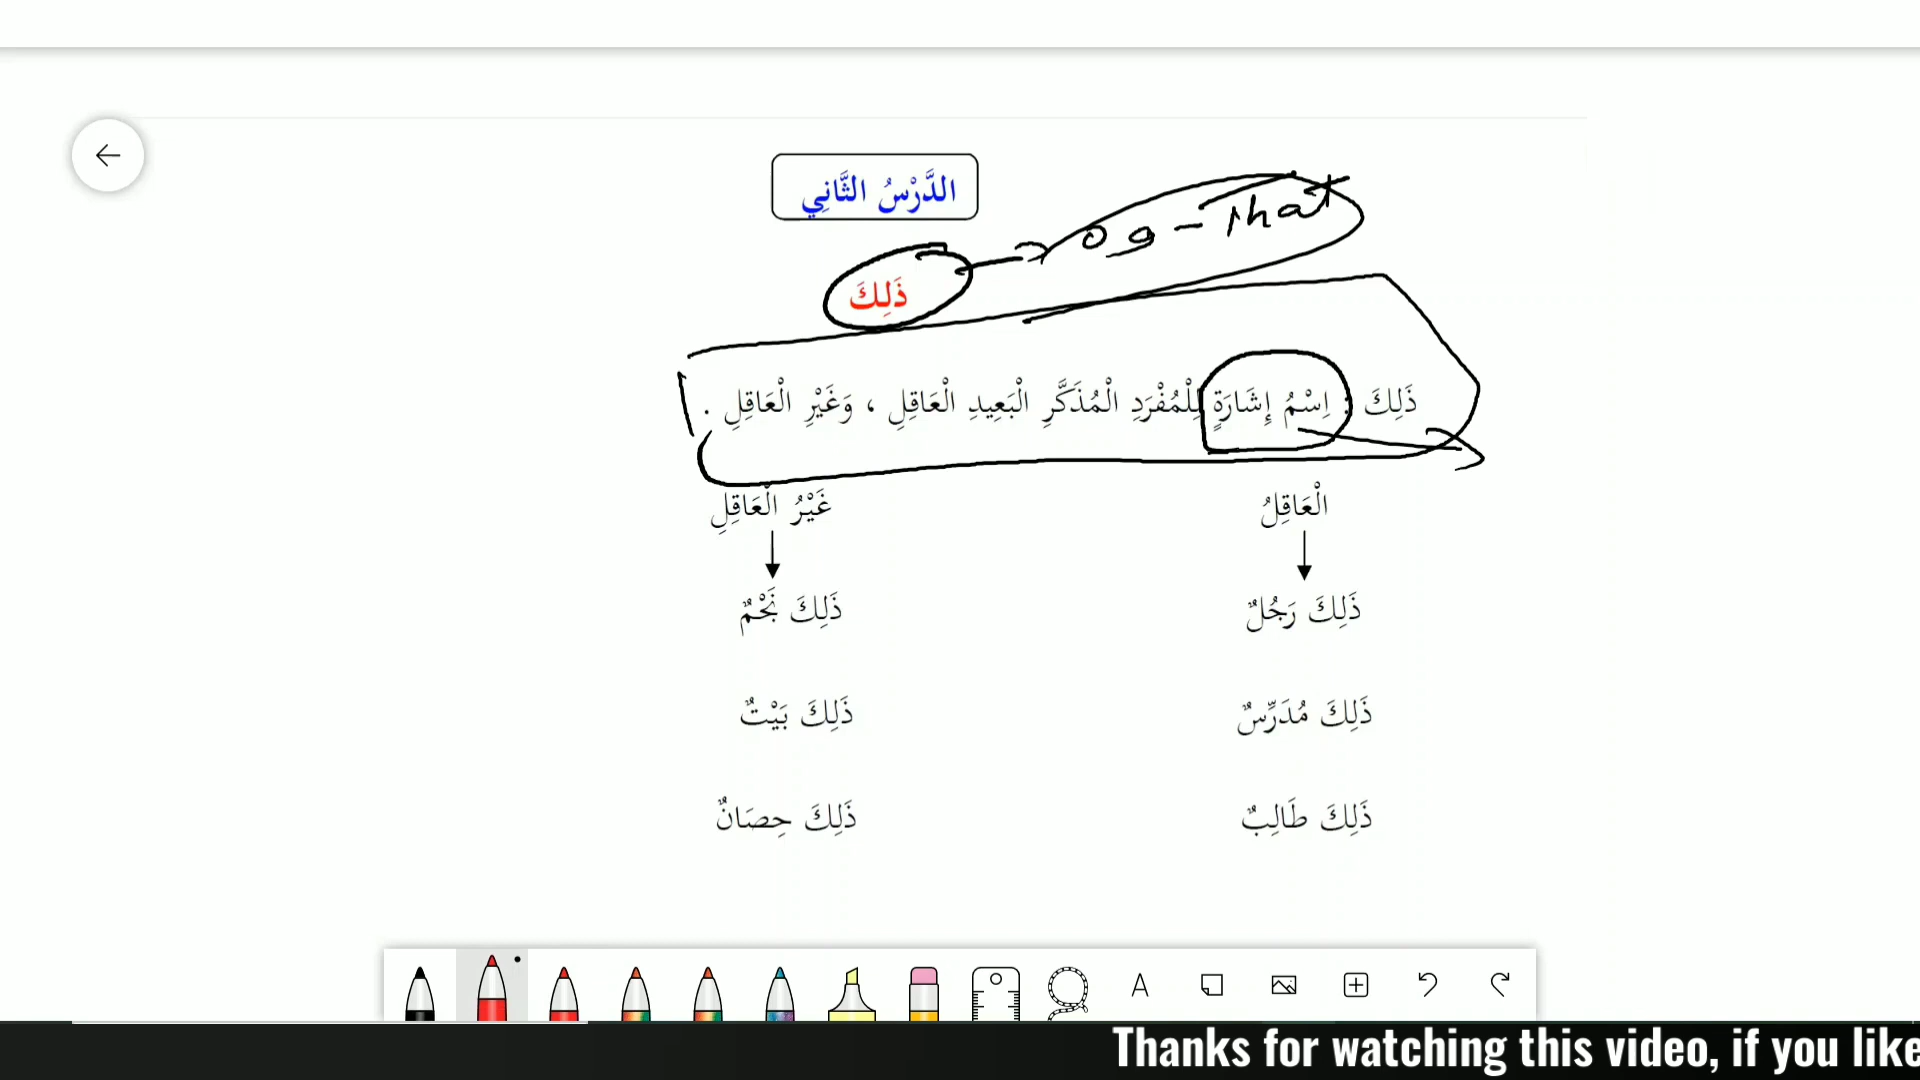 الدَّرْسُ الثَّانِي
ذَلِكَ
That
ذَلِكَ : اِسْمُ إِشَارَةٍ لِلْمُفْرَدِ الْمُذَكَّرِ الْبَعِيدِ الْعَاقِلِ ، وَغَيْرِ الْعَاقِلِ .
الْعَاقِلُ غَيْرُ الْعَاقِلِ
ذَلِكَ رَجُلٌ ذَلِكَ نَجْمٌ
ذَلِكَ مُدَرِّسٌ ذَلِكَ بَيْتٌ
ذَلِكَ طَالِبٌ ذَلِكَ حِصَانٌ
Thanks for watching this video, if you like